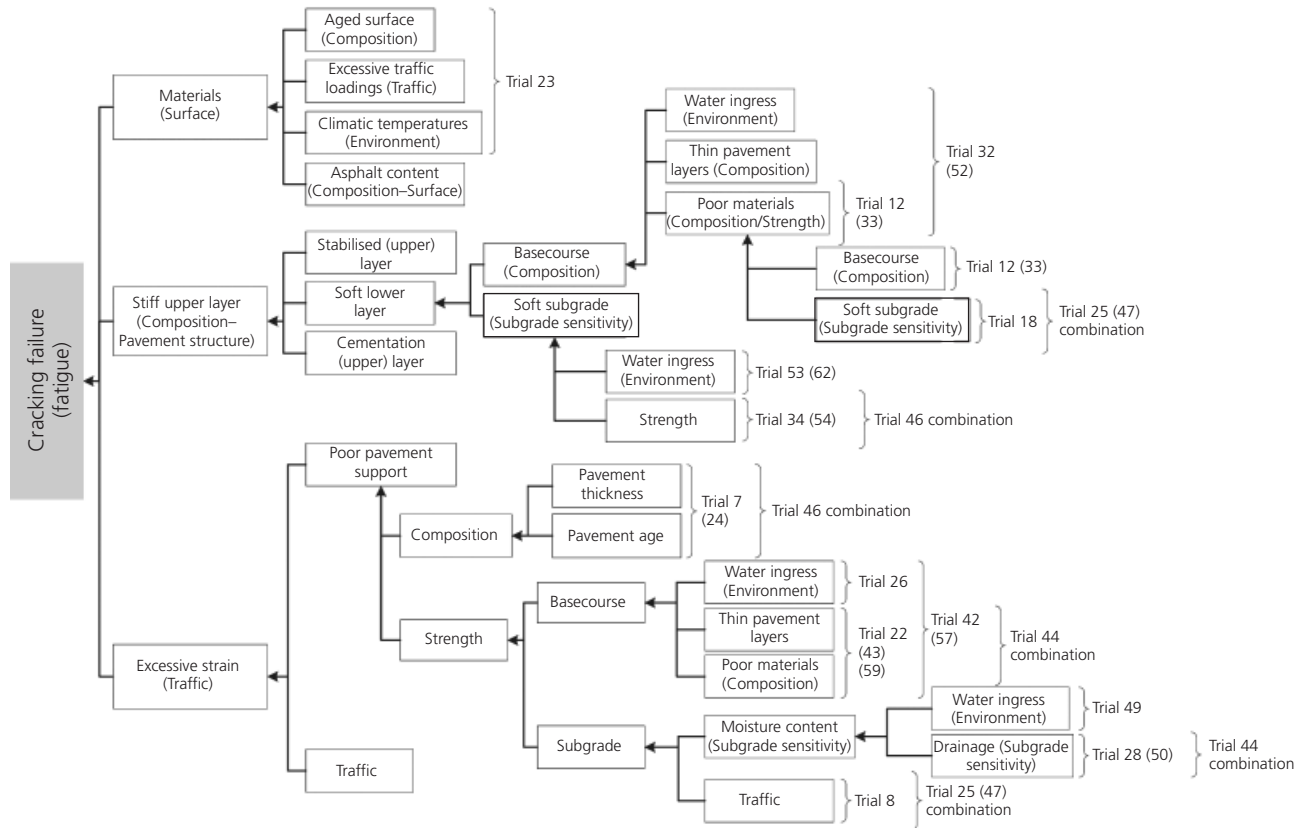 Cracking failure
(fatigue)
Materials
(Surface)
Aged surface
(Composition)
Excessive traffic
loadings (Traffic)
Climatic temperatures
(Environment)
Trial 23
Asphalt content
(Composition–Surface)
Stiff upper layer
(Composition–
Pavement structure)
Stabilised (upper)
layer
Soft lower
layer
Cementation
(upper) layer
Basecourse
(Composition)
Water ingress
(Environment)
Thin pavement
layers (Composition)
Poor materials
(Composition/Strength)
Trial 32
(52)
Trial 12
(33)
Basecourse
(Composition)
Trial 12 (33)
Soft subgrade
(Subgrade sensitivity)
Trial 18
Trial 25 (47)
combination
Soft subgrade
(Subgrade sensitivity)
Water ingress
(Environment)
Trial 53 (62)
Strength
Trial 34 (54)
Trial 46 combination
Excessive strain
(Traffic)
Poor pavement
support
Composition
Pavement
thickness
Pavement age
Trial 7
(24)
Trial 46 combination
Strength
Basecourse
Water ingress
(Environment)
Trial 26
Thin pavement
layers
Poor materials
(Composition)
Trial 22
(43)
(59)
Trial 42
(57)
Trial 44
combination
Subgrade
Moisture content
(Subgrade sensitivity)
Water ingress
(Environment)
Trial 49
Drainage (Subgrade
sensitivity)
Trial 28 (50)
Trial 44
combination
Traffic
Trial 8
Trial 25 (47)
combination
Traffic